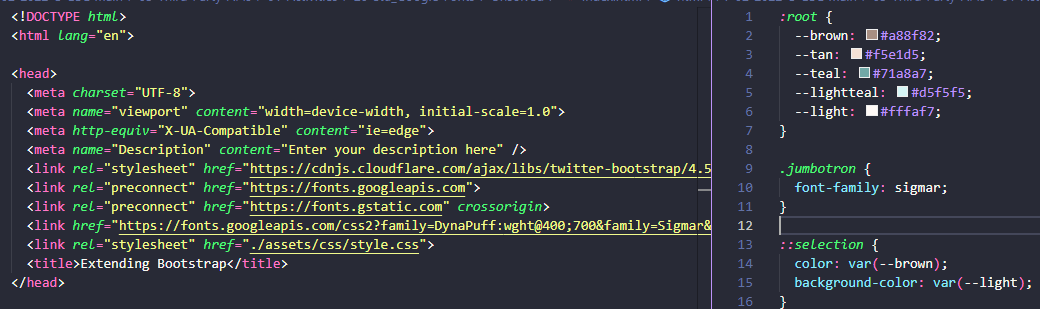 <!DOCTYPE html>
<html lang="en">
<head>
<meta charset="UTF-8">
<meta name="viewport" content="width=device-width, initial-scale=1.0">
<meta http-equiv="X-UA-Compatible" content="ie=edge">
<meta name="Description" content="Enter your description here" />
<link rel="stylesheet" href="https://cdnjs.cloudflare.com/ajax/libs/twitter-bootstrap/4.5
<link rel="preconnect" href="https://fonts.googleapis.com">
<link rel="preconnect" href="https://fonts.gstatic.com" crossorigin>
<link href="https://fonts.googleapis.com/css2?family=DynaPuff:wght@400;700&family=Sigmar&
<link rel="stylesheet" href="./assets/css/style.css">
<title>Extending Bootstrap</title>
</head>
1 :root {
2 --brown: #a88f82;
3 --tan: #f5e1d5;
4 --teal: #71a8a7;
5 --lightteal: #d5f5f5;
6 --light: #fffaf7;
7 }
8
9 .jumbotron {
10 font-family: sigmar;
11 }
12
13 ::selection {
14 color: var(--brown);
15 background-color: var(--light);
16 }